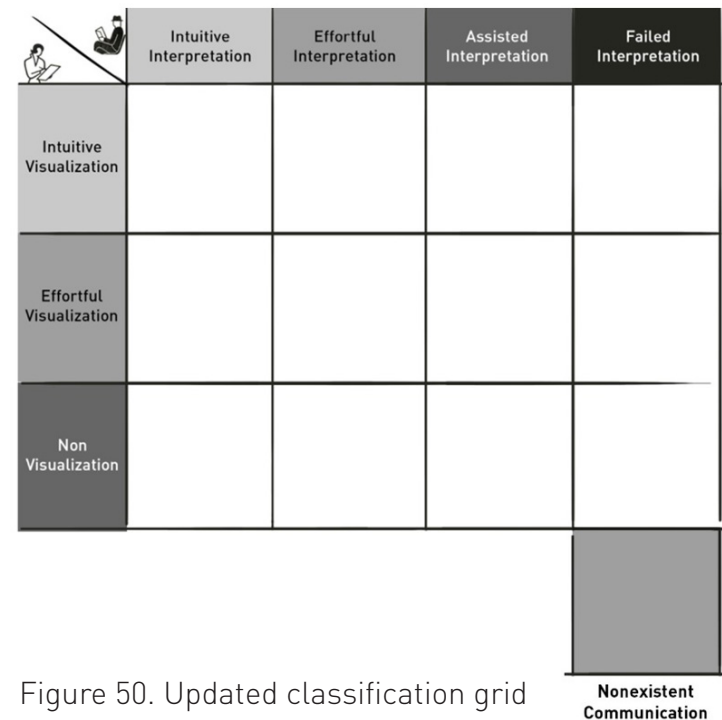 Intuitive
Interpretation
Effortful
Interpretation
Assisted
Interpretation
Failed
Interpretation
Intuitive
Visualization
Effortful
Visualization
Non
Visualization
Figure 50. Updated classification grid
Nonexistent
Communication